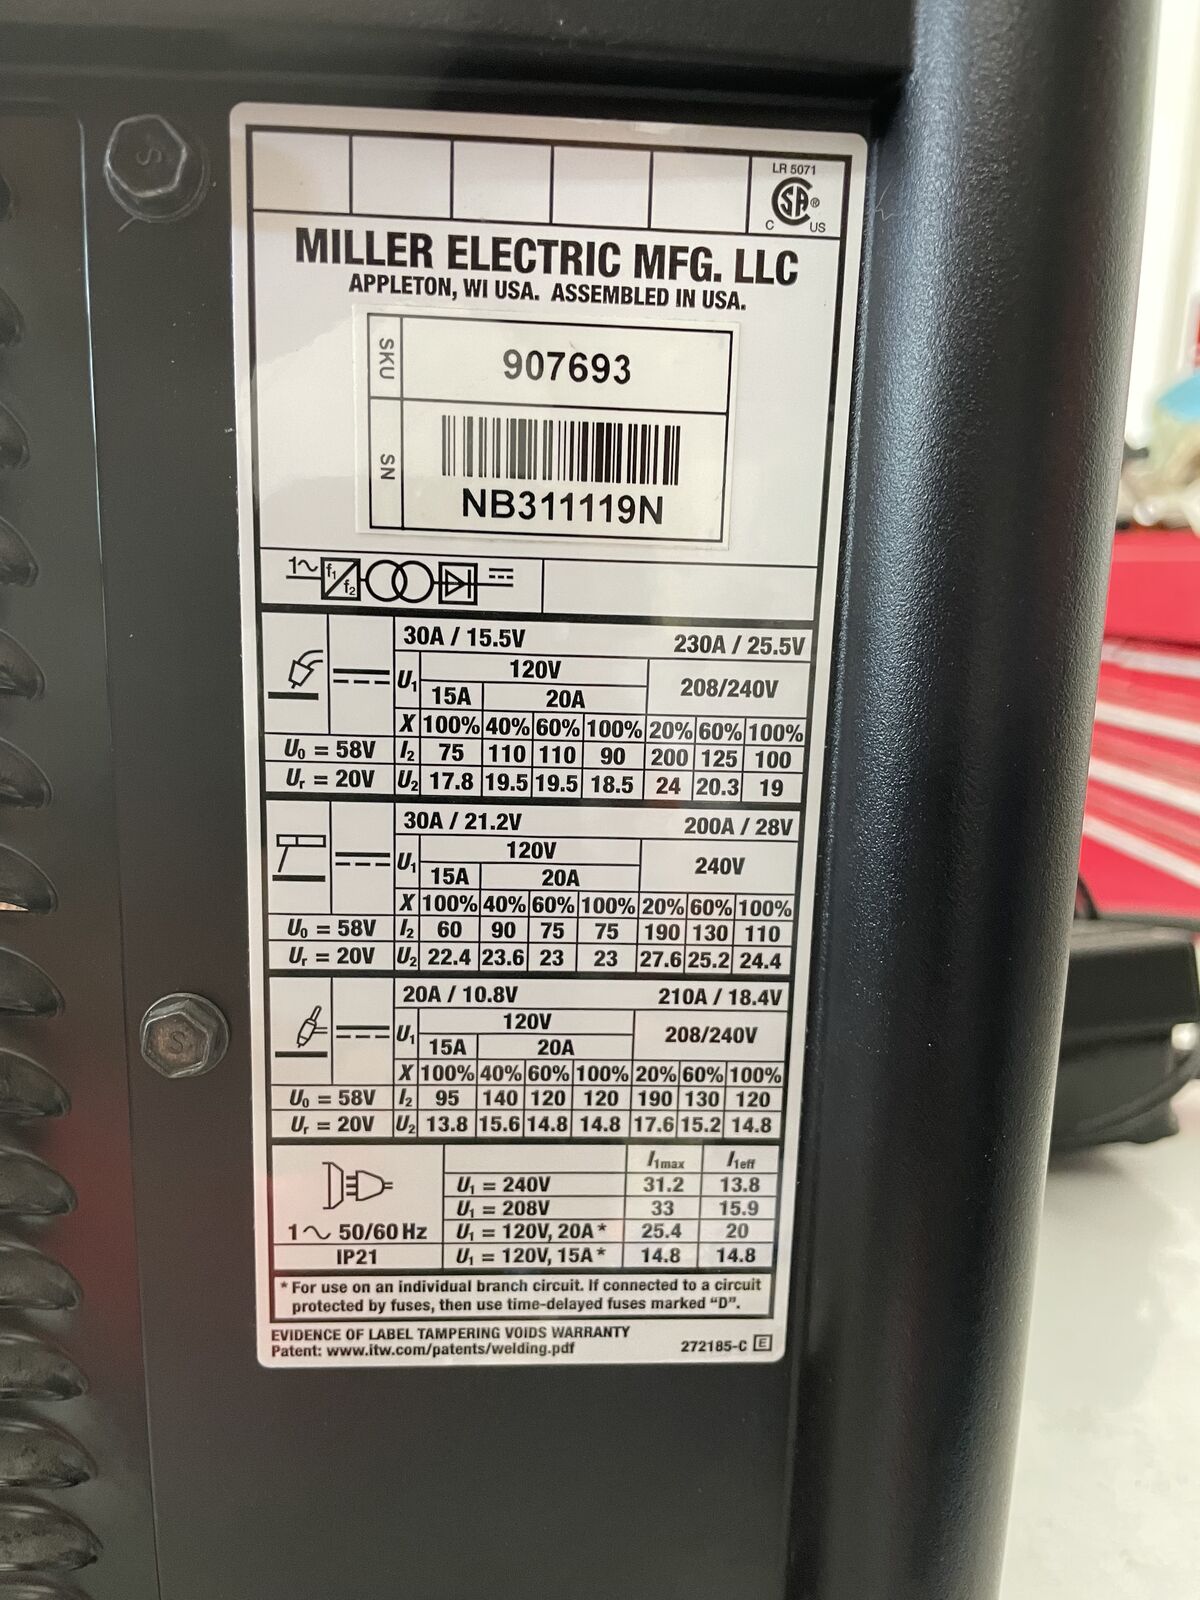 LR 5071
CSA®
C US
MILLER ELECTRIC MFG. LLC
APPLETON, WI USA. ASSEMBLED IN USA.
SKU 907693
SN NB311119N
1~ f1 f2
30A / 15.5V 230A / 25.5V
U1 120V 208/240V
15A 20A
X 100% 40% 60% 100% 20% 60% 100%
U0 = 58V I2 75 110 110 90 200 125 100
Ur = 20V U2 17.8 19.5 19.5 18.5 24 20.3 19
30A / 21.2V 200A / 28V
U1 120V 240V
15A 20A
X 100% 40% 60% 100% 20% 60% 100%
U0 = 58V I2 60 90 75 75 190 130 110
Ur = 20V U2 22.4 23.6 23 23 27.6 25.2 24.4
20A / 10.8V 210A / 18.4V
U1 120V 208/240V
15A 20A
X 100% 40% 60% 100% 20% 60% 100%
U0 = 58V I2 95 140 120 120 190 130 120
Ur = 20V U2 13.8 15.6 14.8 14.8 17.6 15.2 14.8
I1max I1eff
U1 = 240V 31.2 13.8
U1 = 208V 33 15.9
1~ 50/60 Hz U1 = 120V, 20A* 25.4 20
IP21 U1 = 120V, 15A* 14.8 14.8
* For use on an individual branch circuit. If connected to a circuit
protected by fuses, then use time-delayed fuses marked “D”.
EVIDENCE OF LABEL TAMPERING VOIDS WARRANTY
Patent: www.itw.com/patents/welding.pdf 272185-C E
S
S